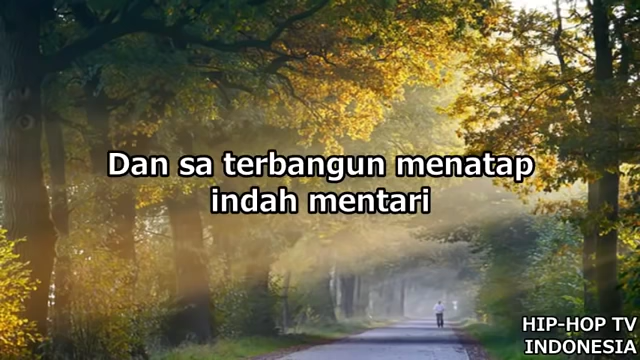 Dan sa terbangun menatap
indah mentari
HIP-HOP TV
INDONESIA